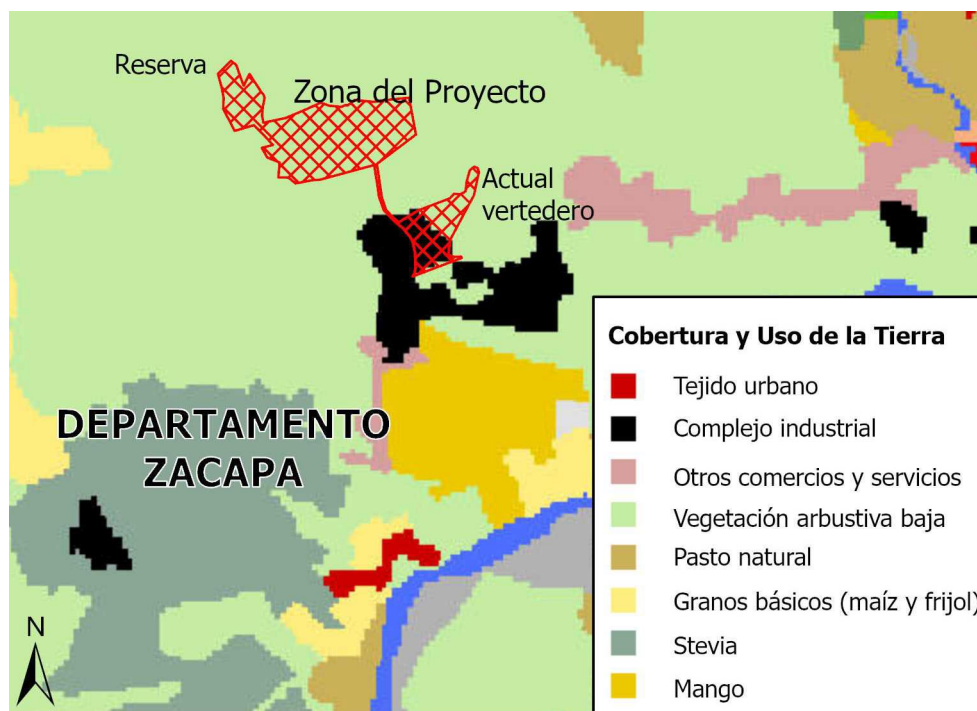 Reserva
Zona del Proyecto
Actual
vertedero
DEPARTAMENTO
ZACAPA
N
Cobertura y Uso de la Tierra
Tejido urbano
Complejo industrial
Otros comercios y servicios
Vegetación arbustiva baja
Pasto natural
Granos básicos (maíz y frijol)
Stevia
Mango